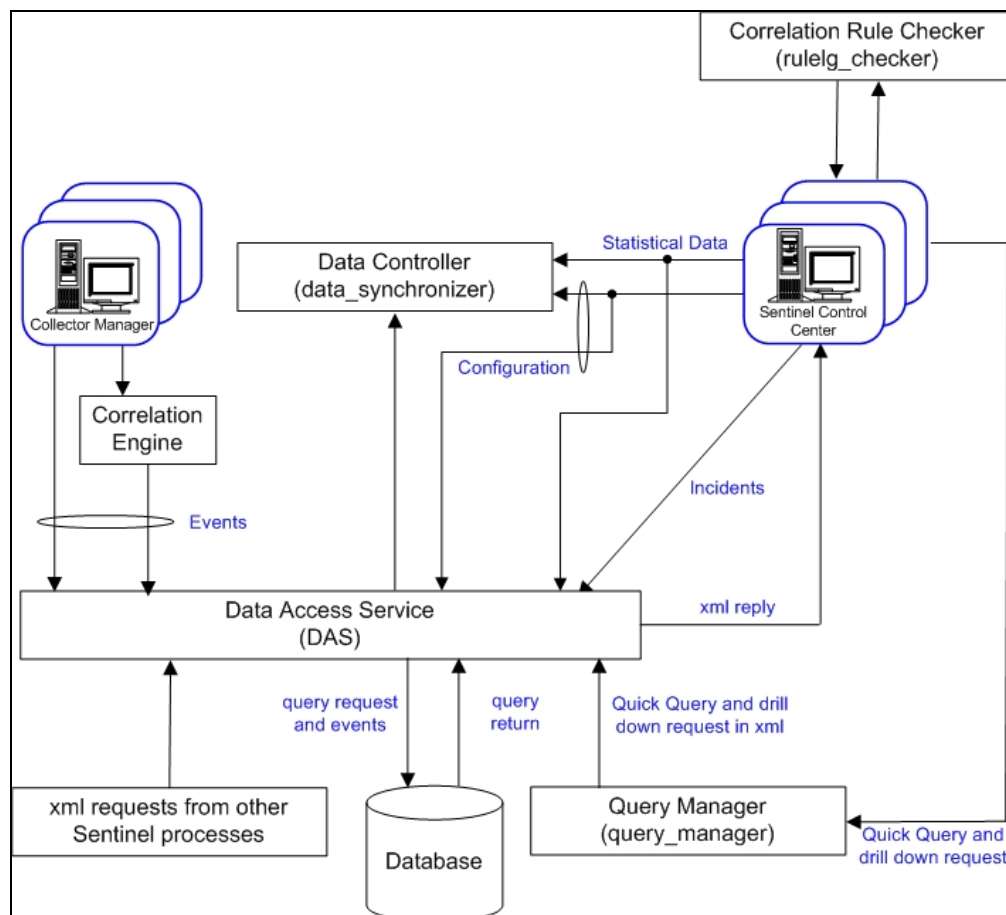 Correlation Rule Checker
(rulelg_checker)
Collector Manager
Data Controller
(data_synchronizer)
Statistical Data
Sentinel Control
Center
Configuration
Correlation
Engine
Events
Incidents
Data Access Service
(DAS)
xml reply
query request
and events
query
return
Quick Query and drill
down request in xml
xml requests from other
Sentinel processes
Database
Query Manager
(query_manager)
Quick Query and
drill down request